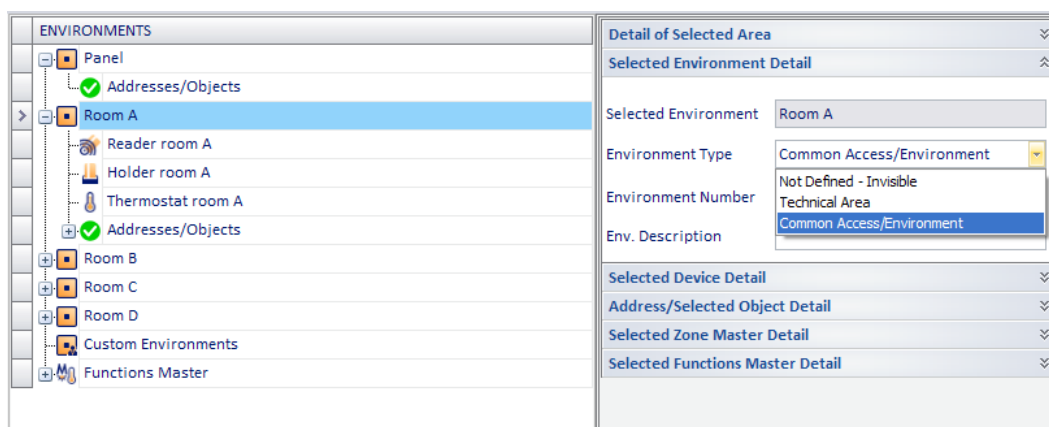 ENVIRONMENTS
Panel
Addresses/Objects
Room A
Reader room A
Holder room A
Thermostat room A
Addresses/Objects
Room B
Room C
Room D
Custom Environments
Functions Master
Detail of Selected Area
Selected Environment Detail
Selected Environment Room A
Environment Type Common Access/Environment
Not Defined - Invisible
Environment Number Technical Area
Common Access/Environment
Env. Description
Selected Device Detail
Address/Selected Object Detail
Selected Zone Master Detail
Selected Functions Master Detail